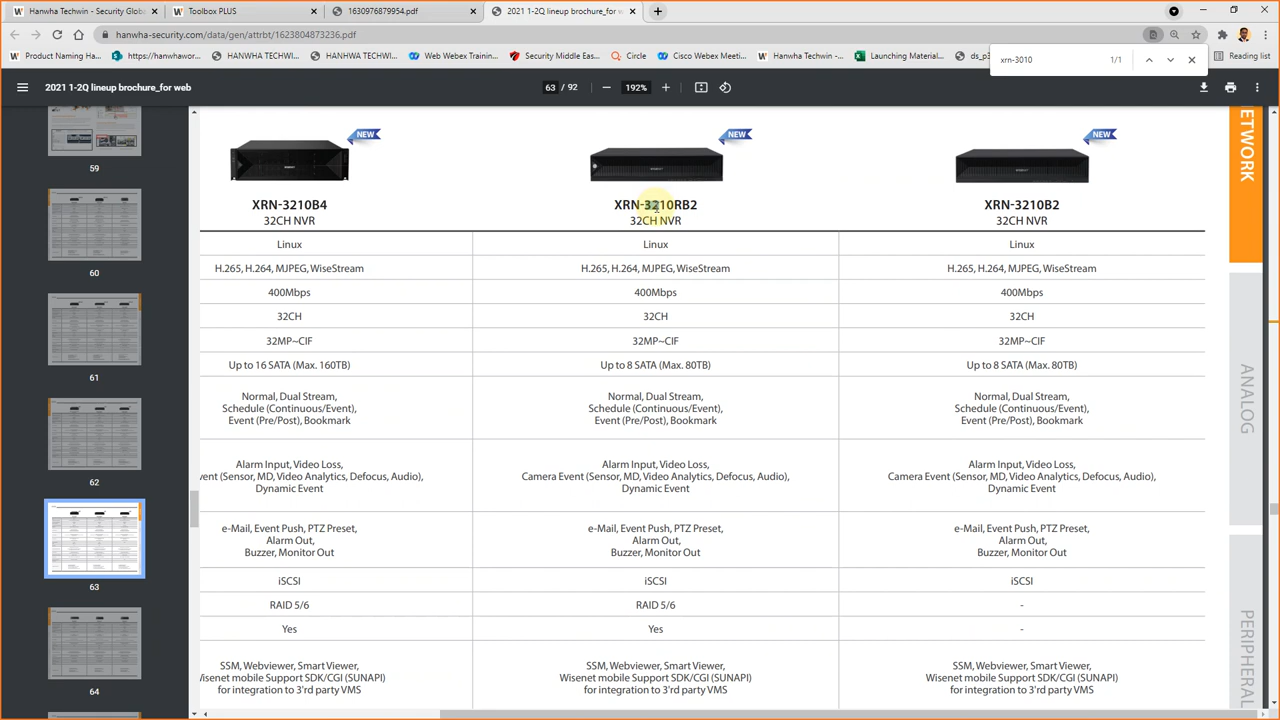 Hanwha Techwin - Security Global
Toolbox PLUS
1630976879954.pdf
2021 1-2Q lineup brochure_for web
hanwha-security.com/data/gen/attrbt/1623804873236.pdf
Product Naming Ha...
https://hanwhawor...
HANWHA TECHWI...
HANHWA TECHWI...
Web Webex Training...
Security Middle Eas...
Circle
Cisco Webex Meeti...
Hanwha Techwin -...
Launching Material...
ds_p3
Reading list
xrn-3010
1/1
2021 1-2Q lineup brochure_for web
63 / 92
192%
59
60
61
62
63
64
NEW
NEW
NEW
XRN-3210B4
XRN-3210RB2
XRN-3210B2
32CH NVR
32CH NVR
32CH NVR
Linux
Linux
Linux
H.265, H.264, MJPEG, WiseStream
H.265, H.264, MJPEG, WiseStream
H.265, H.264, MJPEG, WiseStream
400Mbps
400Mbps
400Mbps
32CH
32CH
32CH
32MP~CIF
32MP~CIF
32MP~CIF
Up to 16 SATA (Max. 160TB)
Up to 8 SATA (Max. 80TB)
Up to 8 SATA (Max. 80TB)
Normal, Dual Stream,
Schedule (Continuous/Event),
Event (Pre/Post), Bookmark
Normal, Dual Stream,
Schedule (Continuous/Event),
Event (Pre/Post), Bookmark
Normal, Dual Stream,
Schedule (Continuous/Event),
Event (Pre/Post), Bookmark
Alarm Input, Video Loss,
vent (Sensor, MD, Video Analytics, Defocus, Audio),
Dynamic Event
Alarm Input, Video Loss,
Camera Event (Sensor, MD, Video Analytics, Defocus, Audio),
Dynamic Event
Alarm Input, Video Loss,
Camera Event (Sensor, MD, Video Analytics, Defocus, Audio),
Dynamic Event
e-Mail, Event Push, PTZ Preset,
Alarm Out,
Buzzer, Monitor Out
e-Mail, Event Push, PTZ Preset,
Alarm Out,
Buzzer, Monitor Out
e-Mail, Event Push, PTZ Preset,
Alarm Out,
Buzzer, Monitor Out
iSCSI
iSCSI
iSCSI
RAID 5/6
RAID 5/6
-
Yes
Yes
-
SSM, Webviewer, Smart Viewer,
Wisenet mobile Support SDK/CGI (SUNAPI)
for integration to 3'rd party VMS
SSM, Webviewer, Smart Viewer,
Wisenet mobile Support SDK/CGI (SUNAPI)
for integration to 3'rd party VMS
SSM, Webviewer, Smart Viewer,
Wisenet mobile Support SDK/CGI (SUNAPI)
for integration to 3'rd party VMS
ETWORK
ANALOG
PERIPHERAL